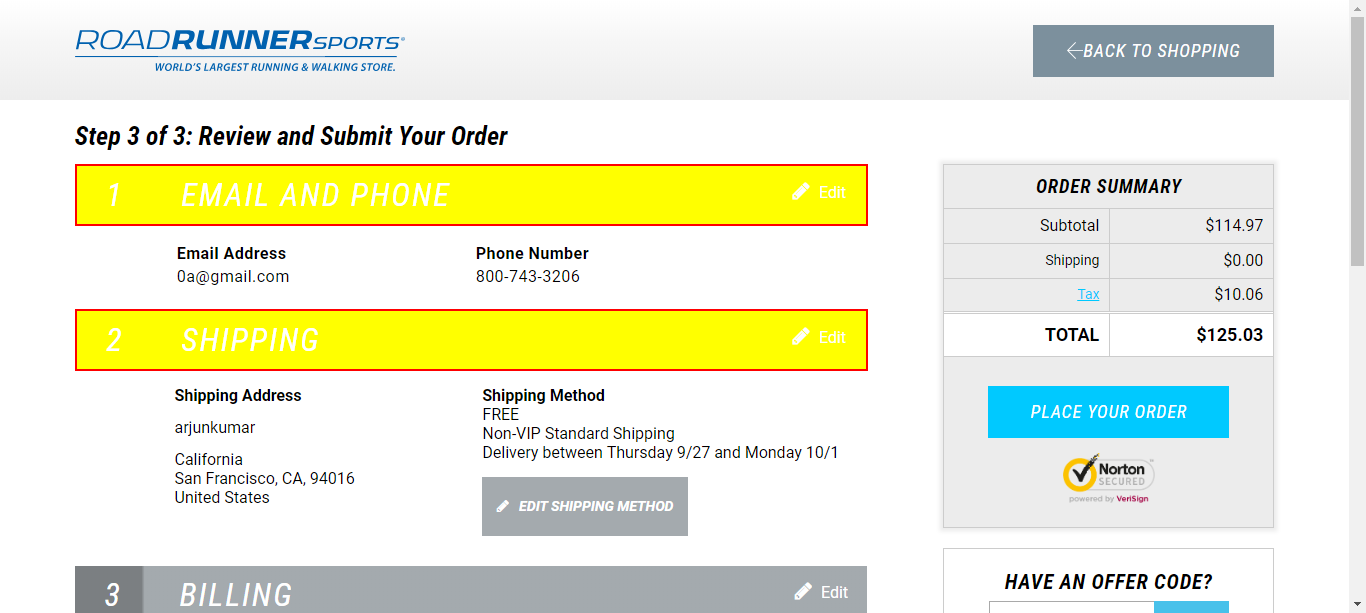 ROADRUNNERSPORTS®
WORLD'S LARGEST RUNNING & WALKING STORE.
BACK TO SHOPPING
Step 3 of 3: Review and Submit Your Order
1 EMAIL AND PHONE Edit
Email Address Phone Number
0a@gmail.com 800-743-3206
2 SHIPPING Edit
Shipping Address
arjunkumar
California
San Francisco, CA, 94016
United States
Shipping Method
FREE
Non-VIP Standard Shipping
Delivery between Thursday 9/27 and Monday 10/1
EDIT SHIPPING METHOD
3 BILLING Edit
ORDER SUMMARY
Subtotal $114.97
Shipping $0.00
Tax $10.06
TOTAL $125.03
PLACE YOUR ORDER
Norton™
SECURED
powered by VeriSign
HAVE AN OFFER CODE?